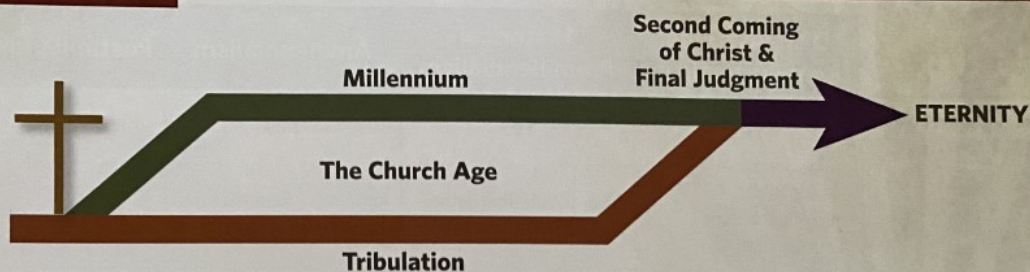 Second Coming
of Christ &
Final Judgment
Millennium
ETERNITY
The Church Age
Tribulation